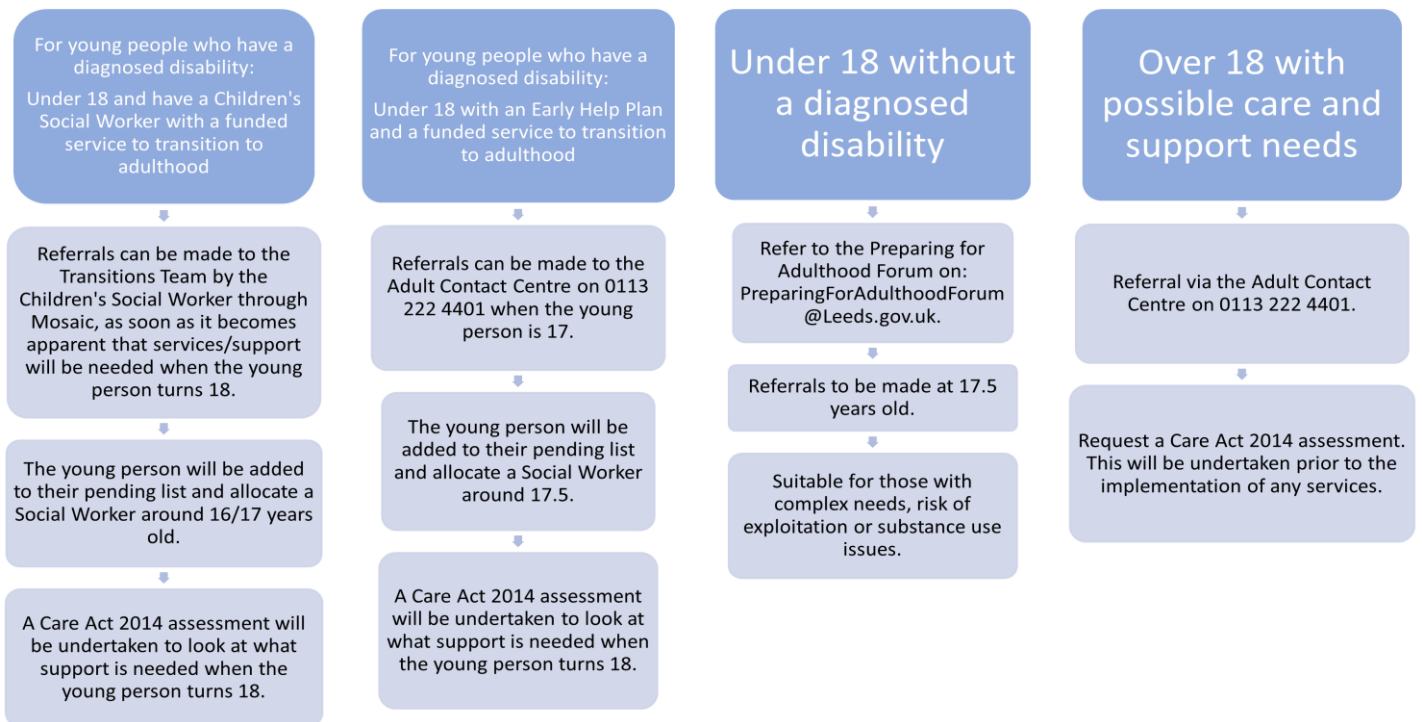 For young people who have a
diagnosed disability:
Under 18 and have a Children's
Social Worker with a funded
service to transition to
adulthood
Referrals can be made to the
Transitions Team by the
Children's Social Worker through
Mosaic, as soon as it becomes
apparent that services/support
will be needed when the young
person turns 18.
The young person will be added
to their pending list and allocate a
Social Worker around 16/17 years
old.
A Care Act 2014 assessment will
be undertaken to look at what
support is needed when the
young person turns 18.
For young people who have a
diagnosed disability:
Under 18 with an Early Help Plan
and a funded service to transition
to adulthood
Referrals can be made to the
Adult Contact Centre on 0113
222 4401 when the young
person is 17.
The young person will be
added to their pending list
and allocate a Social Worker
around 17.5.
A Care Act 2014 assessment
will be undertaken to look at
what support is needed when
the young person turns 18.
Under 18 without
a diagnosed
disability
Refer to the Preparing for
Adulthood Forum on:
PreparingForAdulthoodForum
@Leeds.gov.uk.
Referrals to be made at 17.5
years old.
Suitable for those with
complex needs, risk of
exploitation or substance use
issues.
Over 18 with
possible care and
support needs
Referral via the Adult Contact
Centre on 0113 222 4401.
Request a Care Act 2014 assessment.
This will be undertaken prior to the
implementation of any services.